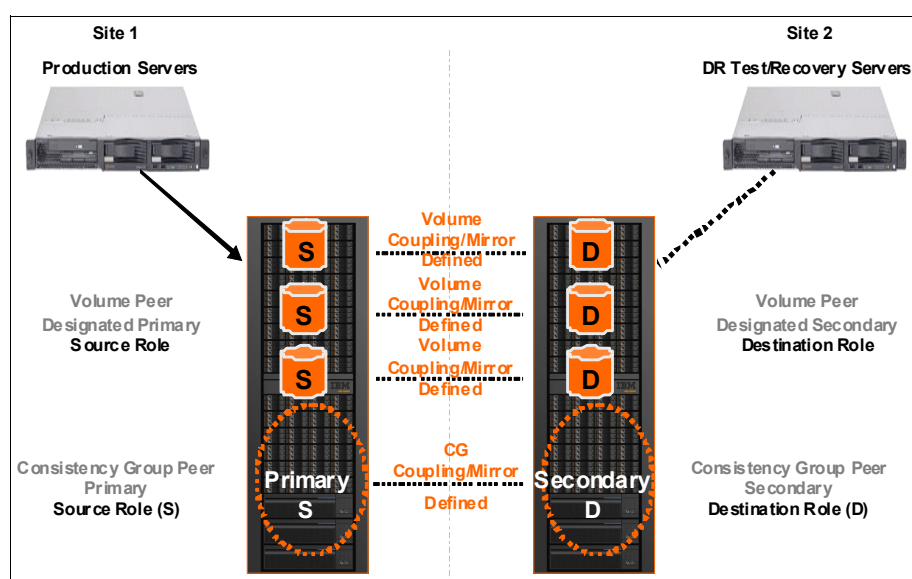 Site 1
Site 2
Production Servers
DR Test/Recovery Servers
Volume
Coupling/Mirror
Defined
S
D
Volume
Coupling/Mirror
Defined
S
D
Volume Peer
Designated Primary
Source Role
Volume Peer
Designated Secondary
Destination Role
Volume
Coupling/Mirror
Defined
S
D
IBM
IBM
CG
Coupling/Mirror
Defined
Consistency Group Peer
Primary
Source Role (S)
Primary
S
Secondary
D
Consistency Group Peer
Secondary
Destination Role (D)